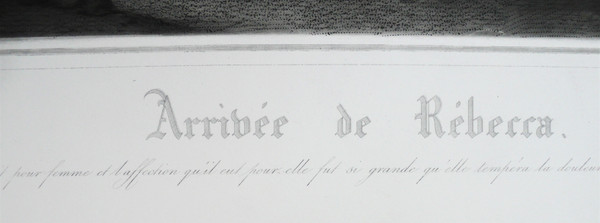 Arrivée de Rébecca.
pour femme et l'affection qu'il eut pour elle fut si grande qu'elle tempéra la douleur